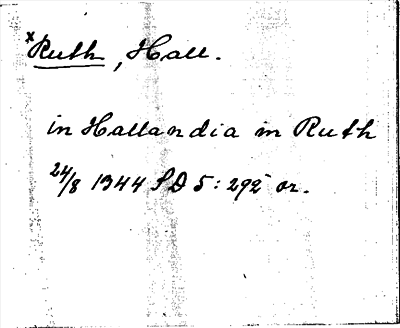 *Ruth, Hall.
in Hallandia in Ruth
24/8 1344 SD 5:292 or.